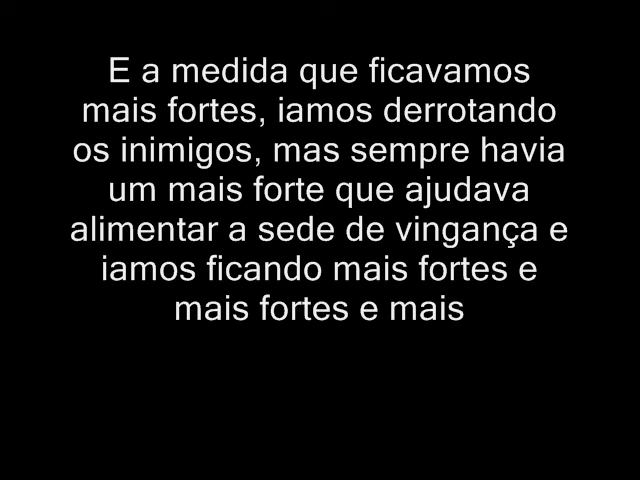 E a medida que ficavamos
mais fortes, iamos derrotando
os inimigos, mas sempre havia
um mais forte que ajudava
alimentar a sede de vingança e
iamos ficando mais fortes e
mais fortes e mais